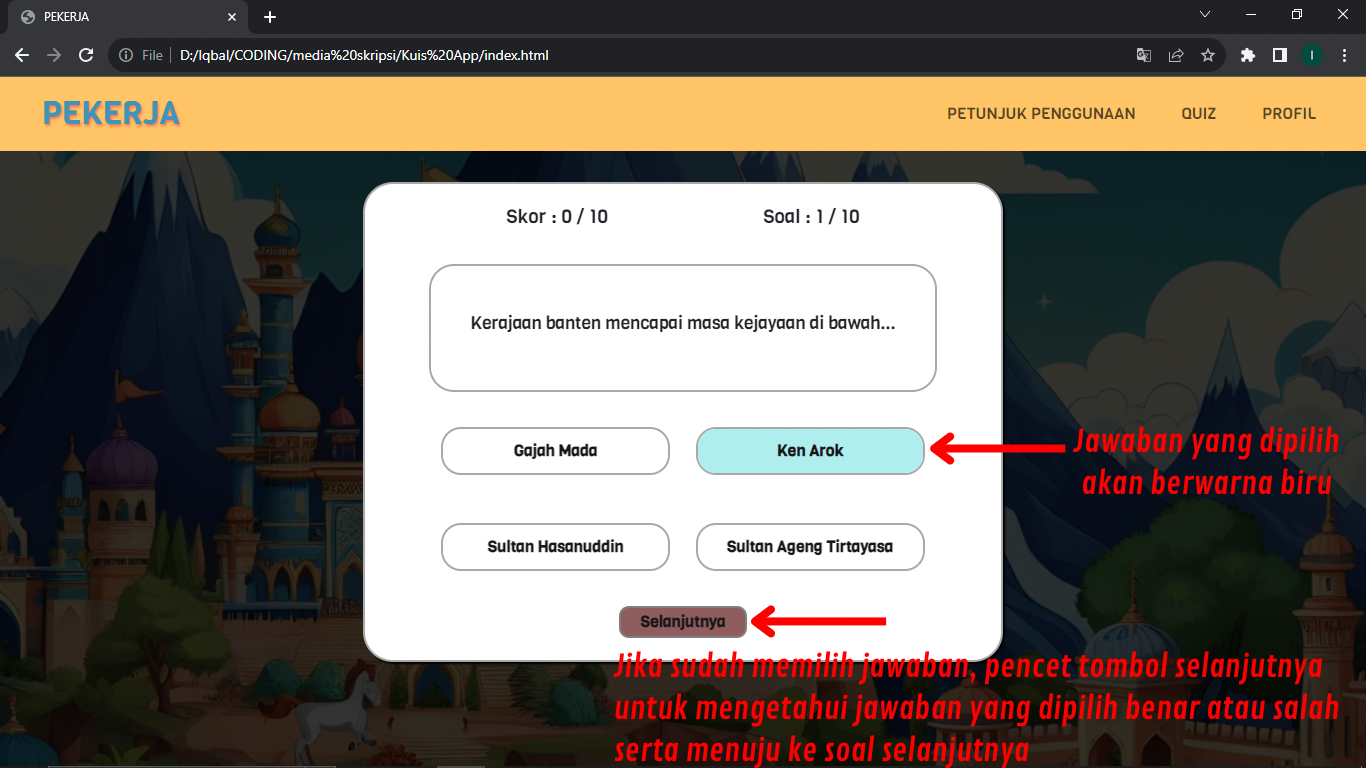 PEKERJA
File
D:/Iqbal/CODING/media%20skripsi/Kuis%20App/index.html
I
PEKERJA
PETUNJUK PENGGUNAAN
QUIZ
PROFIL
Skor : 0 / 10
Soal : 1 / 10
Kerajaan banten mencapai masa kejayaan di bawah...
Gajah Mada
Ken Arok
Jawaban yang dipilih
akan berwarna biru
Sultan Hasanuddin
Sultan Ageng Tirtayasa
Selanjutnya
Jika sudah memilih jawaban, pencet tombol selanjutnya
untuk mengetahui jawaban yang dipilih benar atau salah
serta menuju ke soal selanjutnya